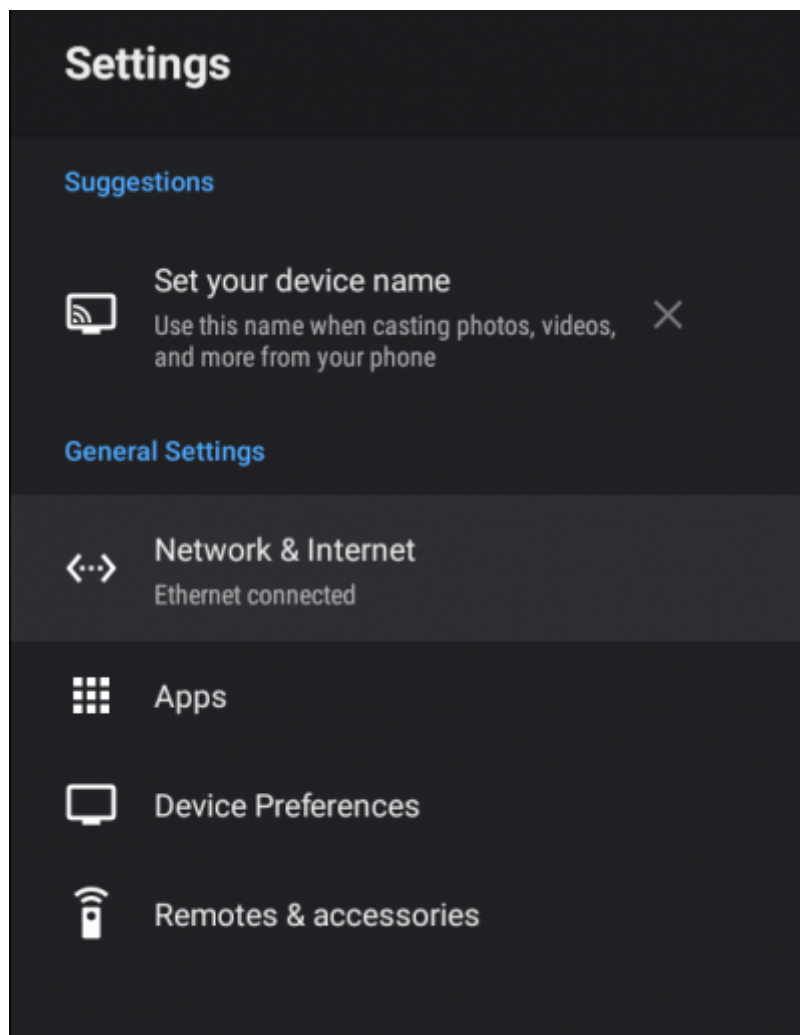 Settings
Suggestions
Set your device name
Use this name when casting photos, videos,
and more from your phone
General Settings
Network & Internet
Ethernet connected
Apps
Device Preferences
Remotes & accessories